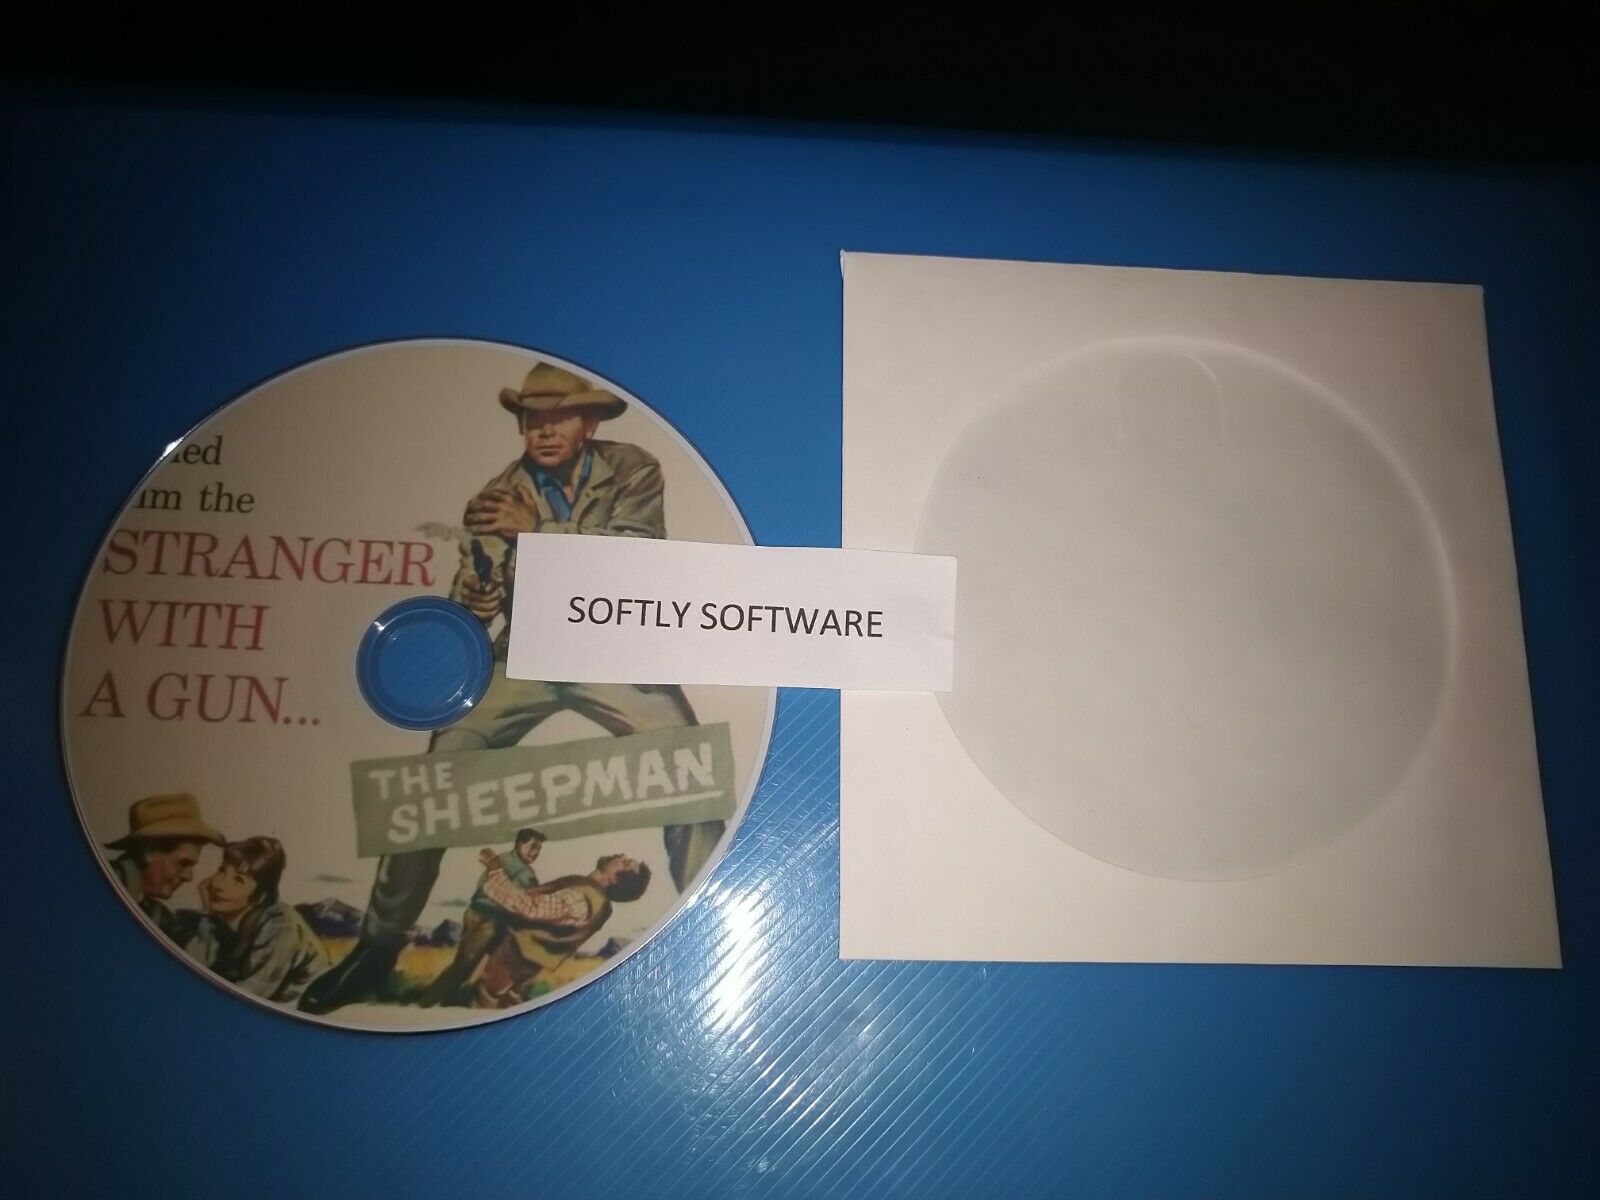 the
STRANGER
WITH
A GUN...
THE
SHEEPMAN
SOFTLY SOFTWARE